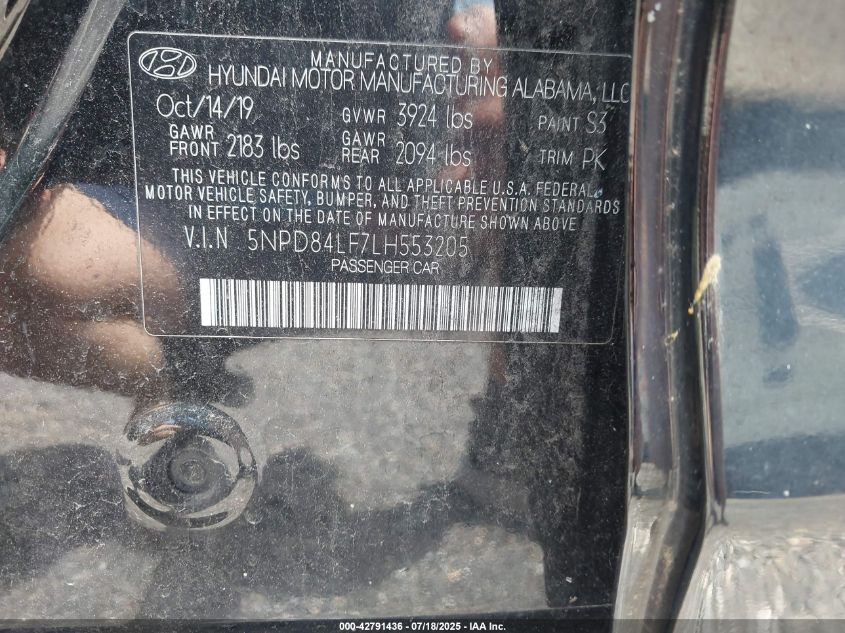 MANUFACTURED BY
HYUNDAI MOTOR MANUFACTURING ALABAMA, LLC
Oct/14/19 GVWR 3924 lbs PAINT S3
GAWR FRONT 2183 lbs GAWR REAR 2094 lbs TRIM PK
THIS VEHICLE CONFORMS TO ALL APPLICABLE U.S.A. FEDERAL
MOTOR VEHICLE SAFETY, BUMPER, AND THEFT PREVENTION STANDARDS
IN EFFECT ON THE DATE OF MANUFACTURE SHOWN ABOVE
V.I.N 5NPD84LF7LH553205
PASSENGER CAR
000-42791436 - 07/18/2025 - IAA Inc.